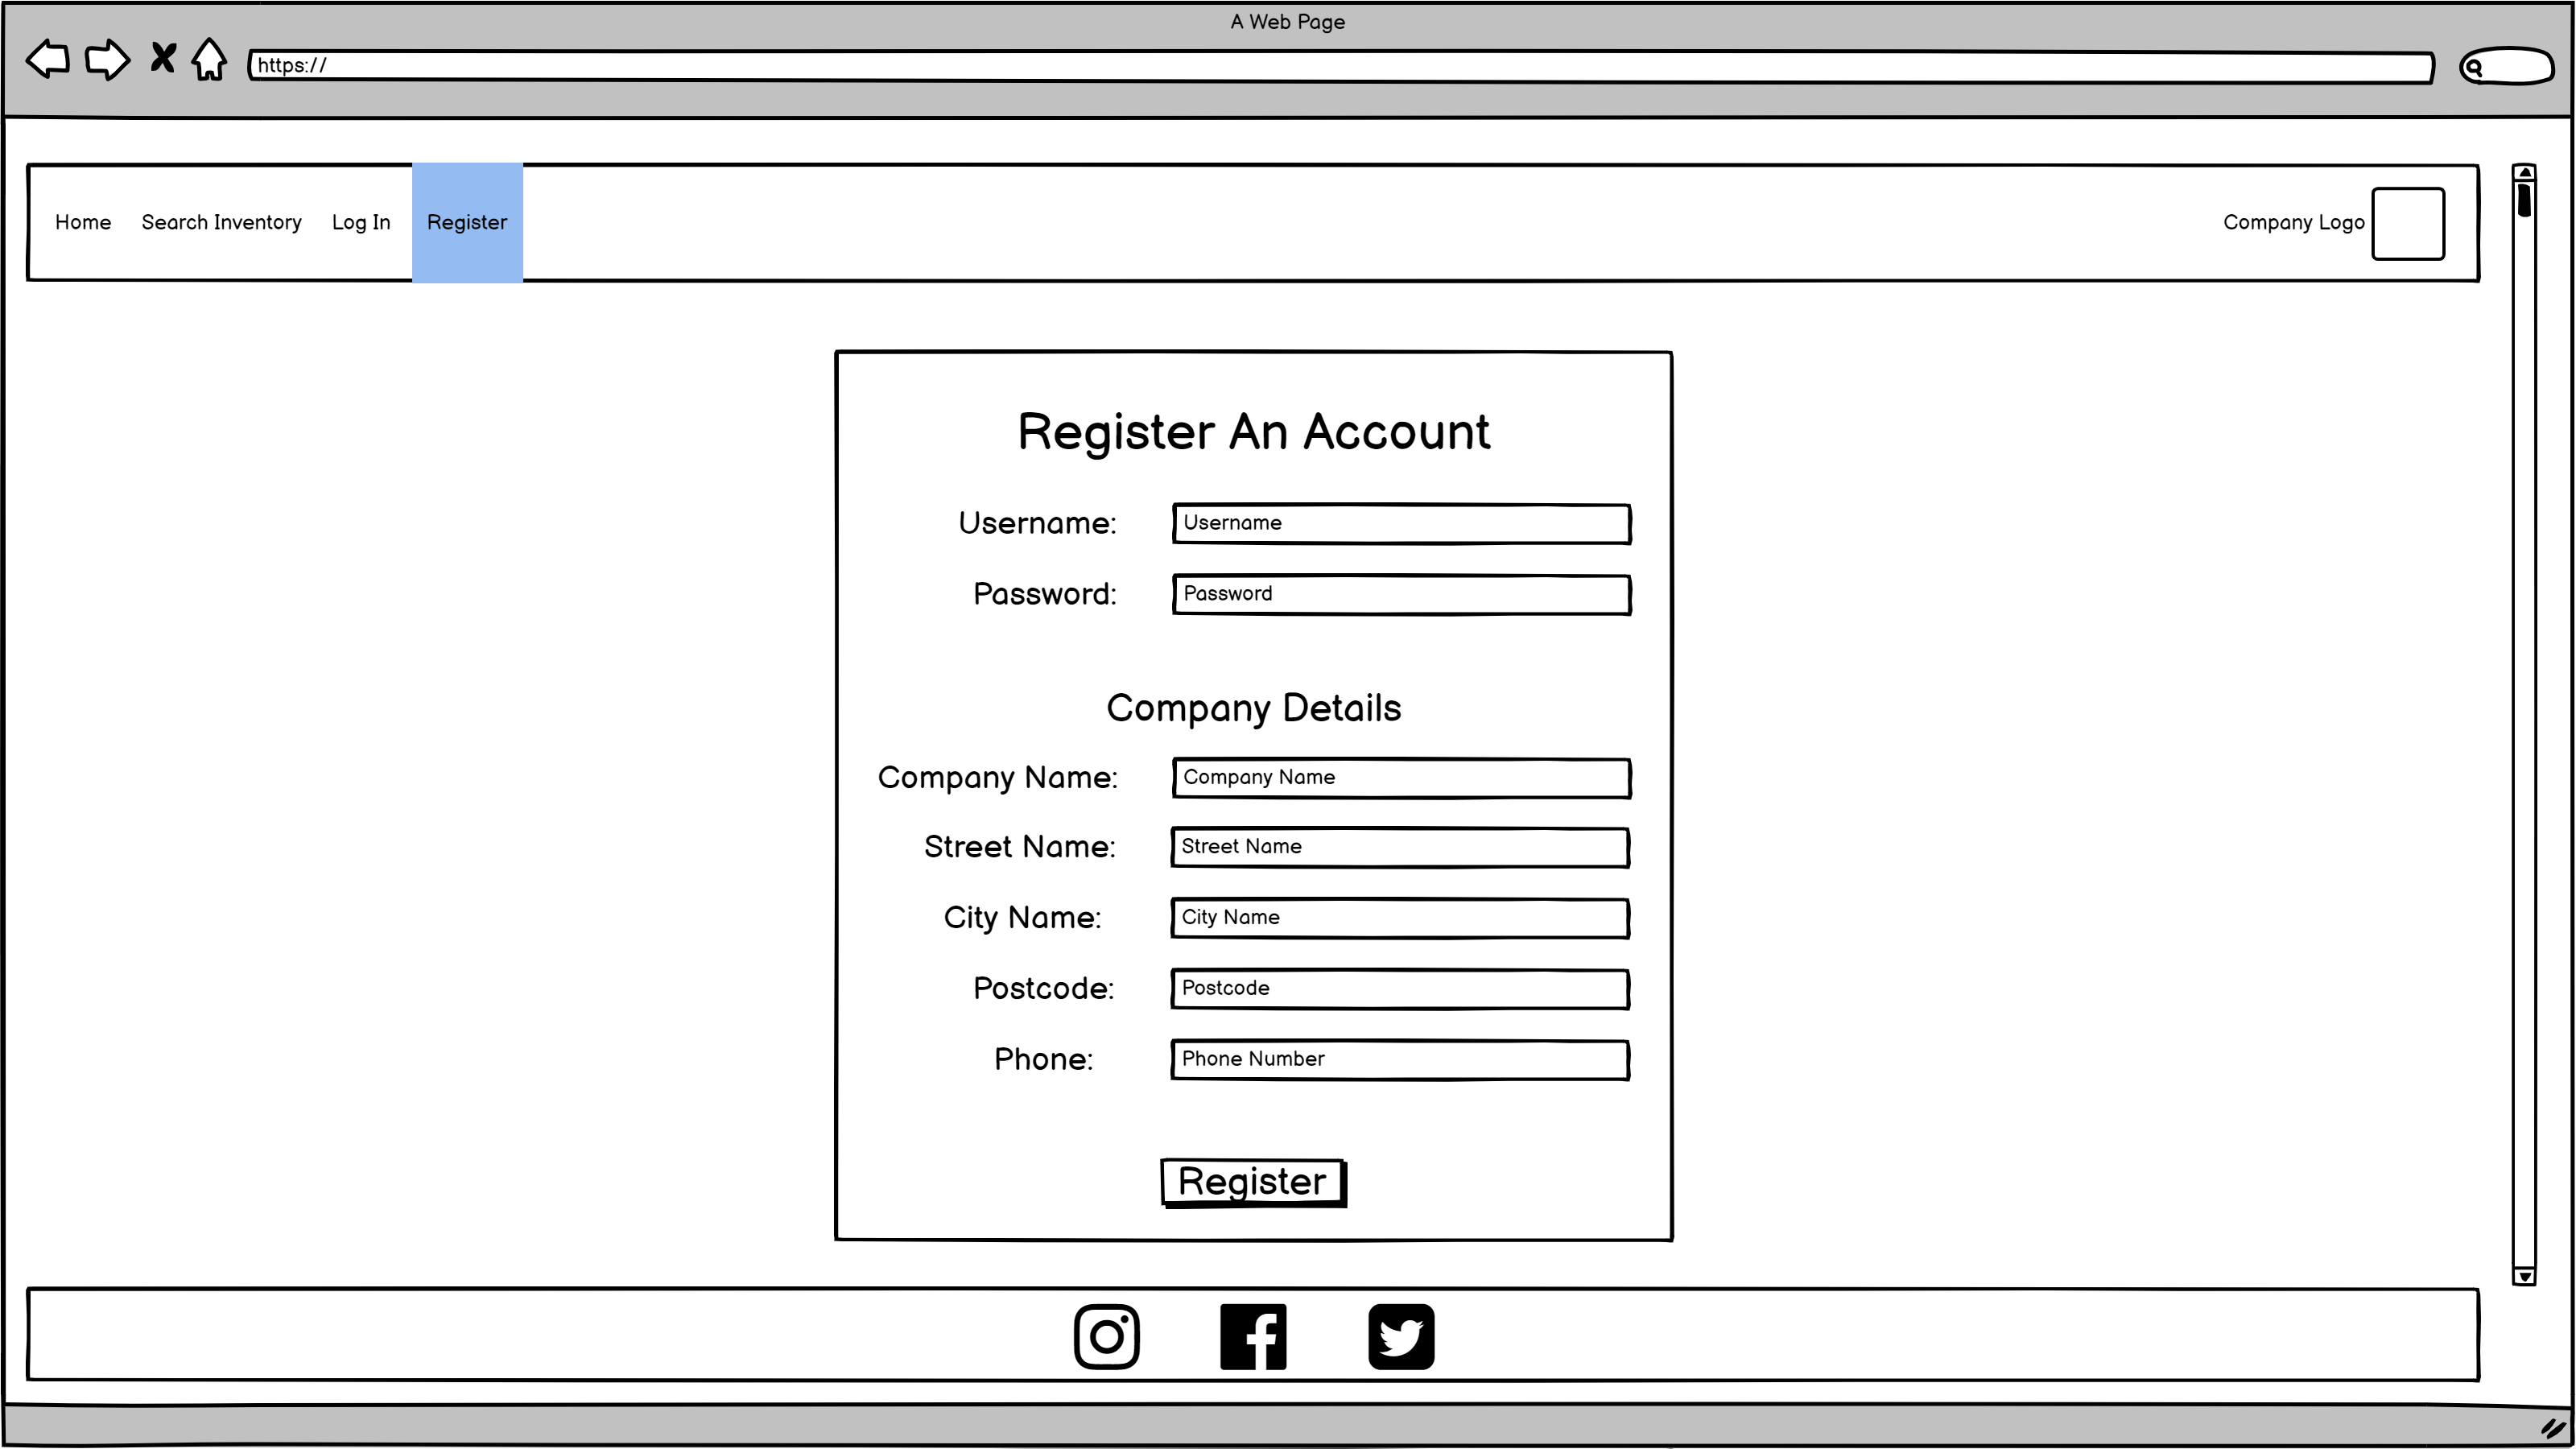 A Web Page
https://
Home Search Inventory Log In Register Company Logo
Register An Account
Username: Username
Password: Password
Company Details
Company Name: Company Name
Street Name: Street Name
City Name: City Name
Postcode: Postcode
Phone: Phone Number
Register